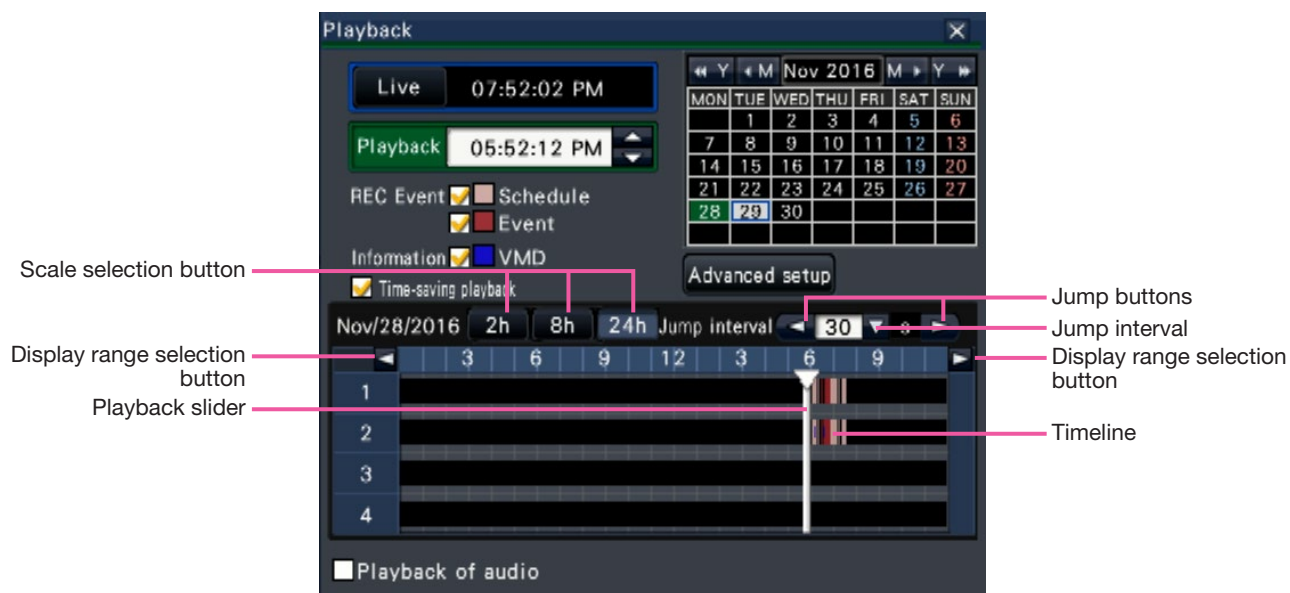 Playback
Live 07:52:02 PM
Y M Nov 2016 M Y
MON TUE WED THU FRI SAT SUN
1 2 3 4 5 6
7 8 9 10 11 12 13
14 15 16 17 18 19 20
21 22 23 24 25 26 27
28 29 30
Playback 05:52:12 PM
REC Event Schedule
Event
Information VMD
Time-saving playback
Advanced setup
Scale selection button
Jump buttons
Nov/28/2016 2h 8h 24h Jump interval 30 s
Jump interval
Display range selection
button
3 6 9 12 3 6 9
Display range selection
button
1
Playback slider
2
Timeline
3
4
Playback of audio